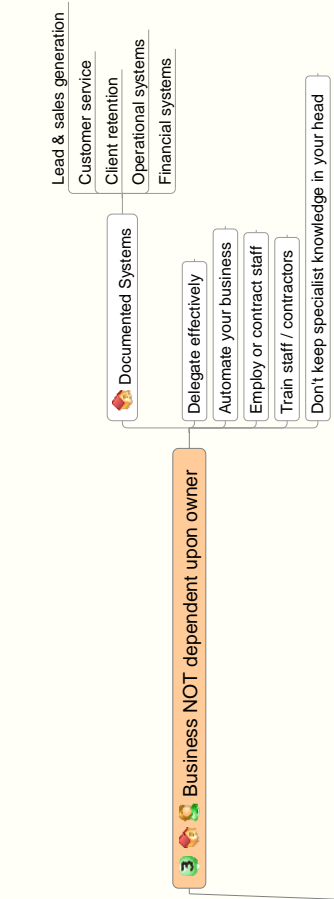 3 Business NOT dependent upon owner
Documented Systems
Lead & sales generation
Customer service
Client retention
Operational systems
Financial systems
Delegate effectively
Automate your business
Employ or contract staff
Train staff / contractors
Don't keep specialist knowledge in your head